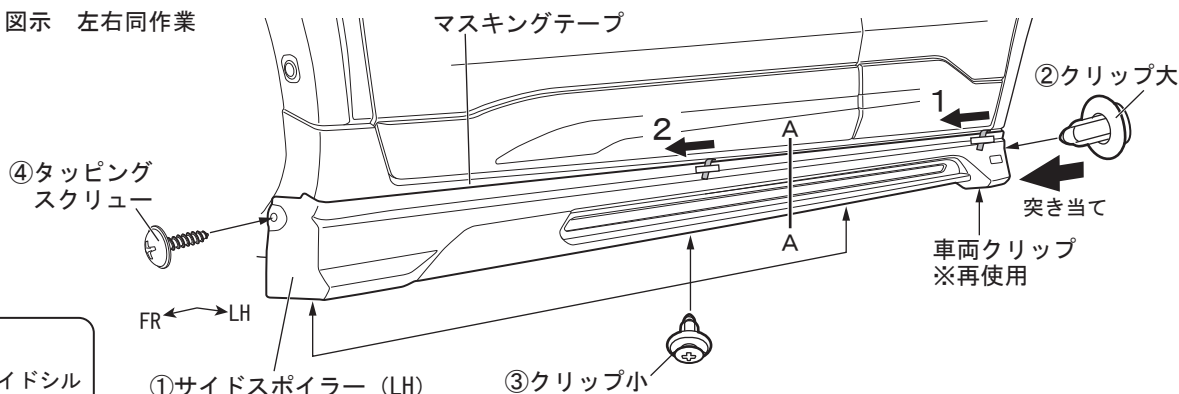 図示　左右同作業
マスキングテープ
②クリップ大
1
2
A
④タッピング
スクリュー
突き当て
A
車両クリップ
※再使用
FR
LH
イドシル
①サイドスポイラー（LH）
③クリップ小